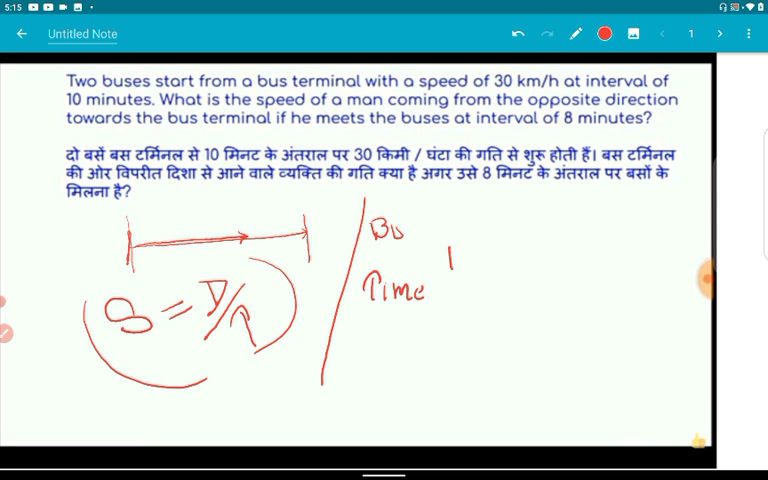 5:15
Untitled Note
1
Two buses start from a bus terminal with a speed of 30 km/h at interval of
10 minutes. What is the speed of a man coming from the opposite direction
towards the bus terminal if he meets the buses at interval of 8 minutes?
दो बसें बस टर्मिनल से 10 मिनट के अंतराल पर 30 किमी / घंटा की गति से शुरू होती हैं। बस टर्मिनल
की ओर विपरीत दिशा से आने वाले व्यक्ति की गति क्या है अगर उसे 8 मिनट के अंतराल पर बसों के
मिलना है?
S = D/T
Bu
Time